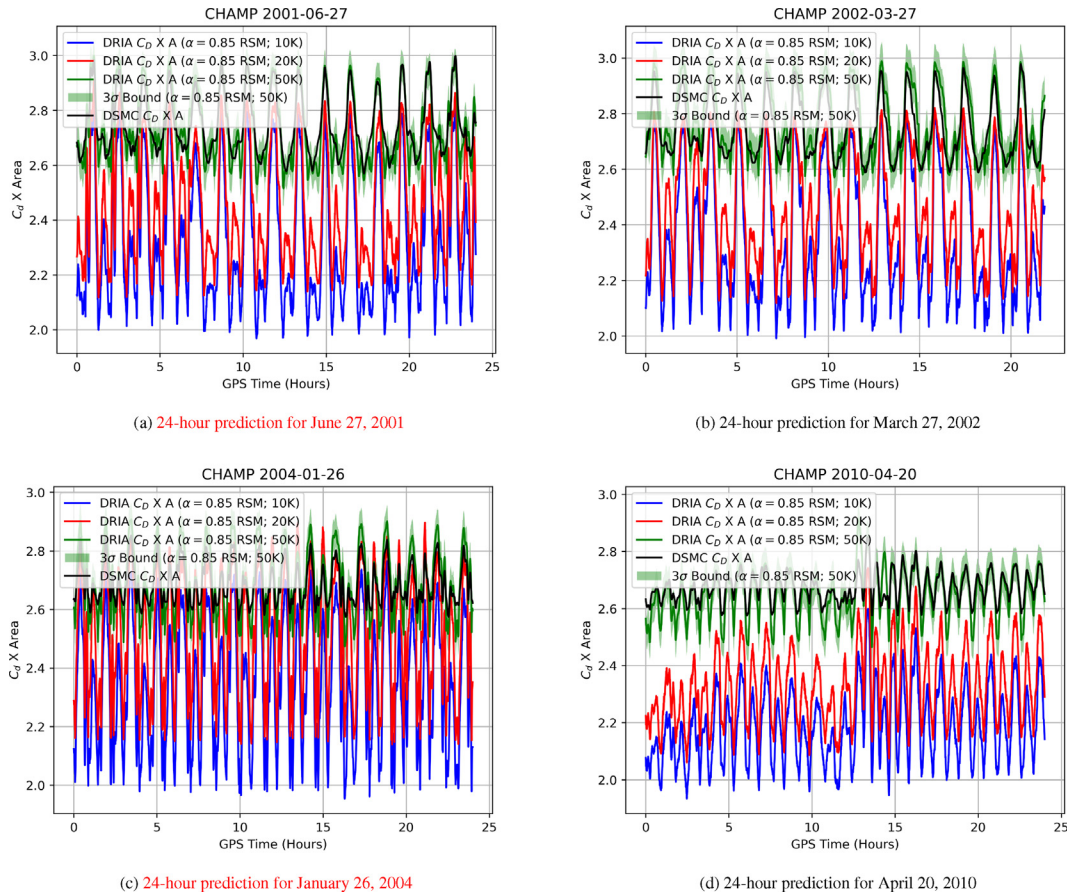 CHAMP 2001-06-27
DRIA C_D X A (α = 0.85 RSM; 10K)
DRIA C_D X A (α = 0.85 RSM; 20K)
DRIA C_D X A (α = 0.85 RSM; 50K)
3σ Bound (α = 0.85 RSM; 50K)
DSMC C_D X A
3.0
2.8
2.6
2.4
2.2
2.0
C_d X Area
0 5 10 15 20 25
GPS Time (Hours)
(a) 24-hour prediction for June 27, 2001
CHAMP 2002-03-27
DRIA C_D X A (α = 0.85 RSM; 10K)
DRIA C_D X A (α = 0.85 RSM; 20K)
DRIA C_D X A (α = 0.85 RSM; 50K)
DSMC C_D X A
3σ Bound (α = 0.85 RSM; 50K)
3.0
2.8
2.6
2.4
2.2
2.0
C_d X Area
0 5 10 15 20
GPS Time (Hours)
(b) 24-hour prediction for March 27, 2002
CHAMP 2004-01-26
DRIA C_D X A (α = 0.85 RSM; 10K)
DRIA C_D X A (α = 0.85 RSM; 20K)
DRIA C_D X A (α = 0.85 RSM; 50K)
3σ Bound (α = 0.85 RSM; 50K)
DSMC C_D X A
3.0
2.8
2.6
2.4
2.2
2.0
C_d X Area
0 5 10 15 20 25
GPS Time (Hours)
(c) 24-hour prediction for January 26, 2004
CHAMP 2010-04-20
DRIA C_D X A (α = 0.85 RSM; 10K)
DRIA C_D X A (α = 0.85 RSM; 20K)
DRIA C_D X A (α = 0.85 RSM; 50K)
DSMC C_D X A
3σ Bound (α = 0.85 RSM; 50K)
3.0
2.8
2.6
2.4
2.2
2.0
C_d X Area
0 5 10 15 20 25
GPS Time (Hours)
(d) 24-hour prediction for April 20, 2010